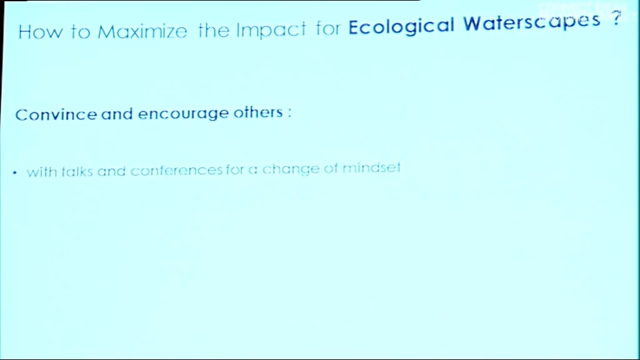 How to Maximize the Impact for Ecological Waterscapes ?
Convince and encourage others :
• with talks and conferences for a change of mindset